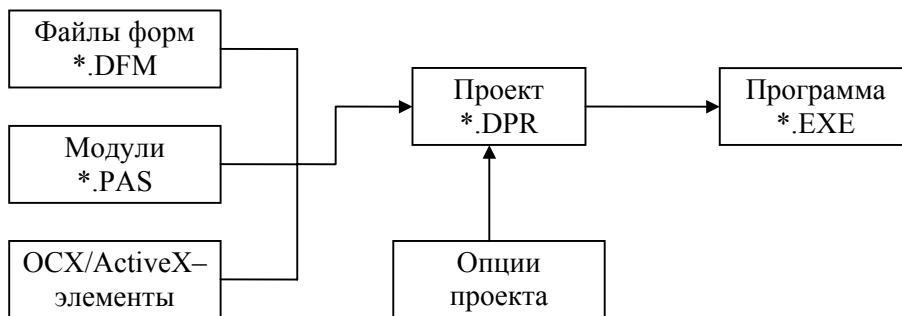 Файлы форм
*.DFM
Модули
*.PAS
OCX/ActiveX–
элементы
Проект
*.DPR
Опции
проекта
Программа
*.EXE